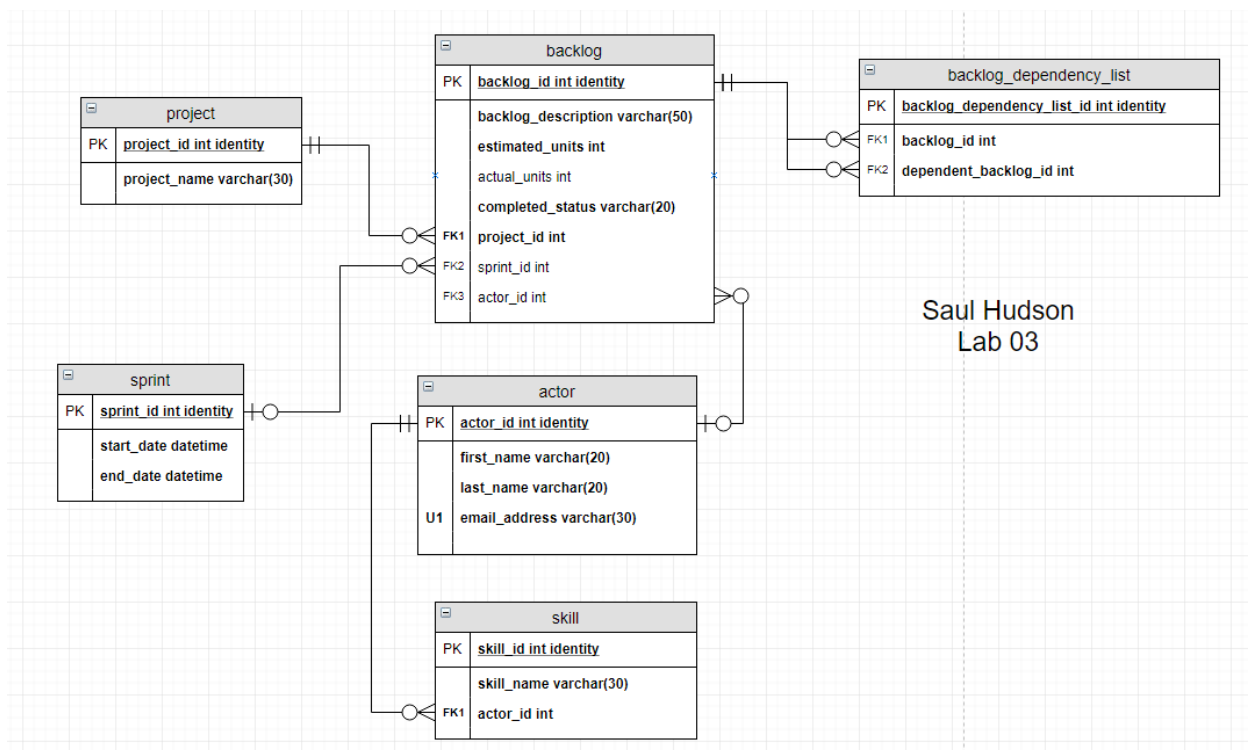 backlog
PK backlog_id int identity
backlog_description varchar(50)
estimated_units int
actual_units int
completed_status varchar(20)
FK1 project_id int
FK2 sprint_id int
FK3 actor_id int
backlog_dependency_list
PK backlog_dependency_list_id int identity
FK1 backlog_id int
FK2 dependent_backlog_id int
project
PK project_id int identity
project_name varchar(30)
Saul Hudson
Lab 03
sprint
PK sprint_id int identity
start_date datetime
end_date datetime
actor
PK actor_id int identity
first_name varchar(20)
last_name varchar(20)
U1 email_address varchar(30)
skill
PK skill_id int identity
skill_name varchar(30)
FK1 actor_id int